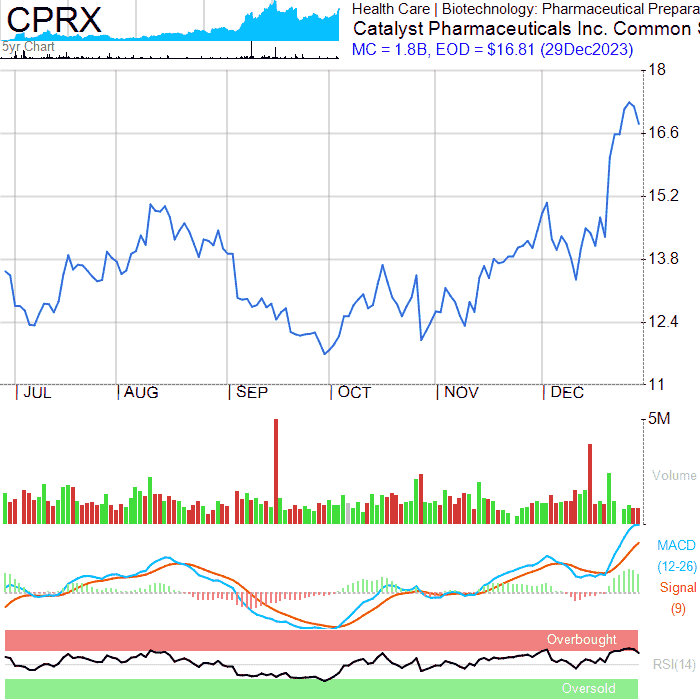 CPRX
5yr Chart
Health Care | Biotechnology: Pharmaceutical Prepara
Catalyst Pharmaceuticals Inc. Common S
MC = 1.8B, EOD = $16.81 (29Dec2023)
18
16.6
15.2
13.8
12.4
11
JUL AUG SEP OCT NOV DEC
5M
Volume
MACD
(12-26)
Signal
(9)
Overbought
RSI(14)
Oversold